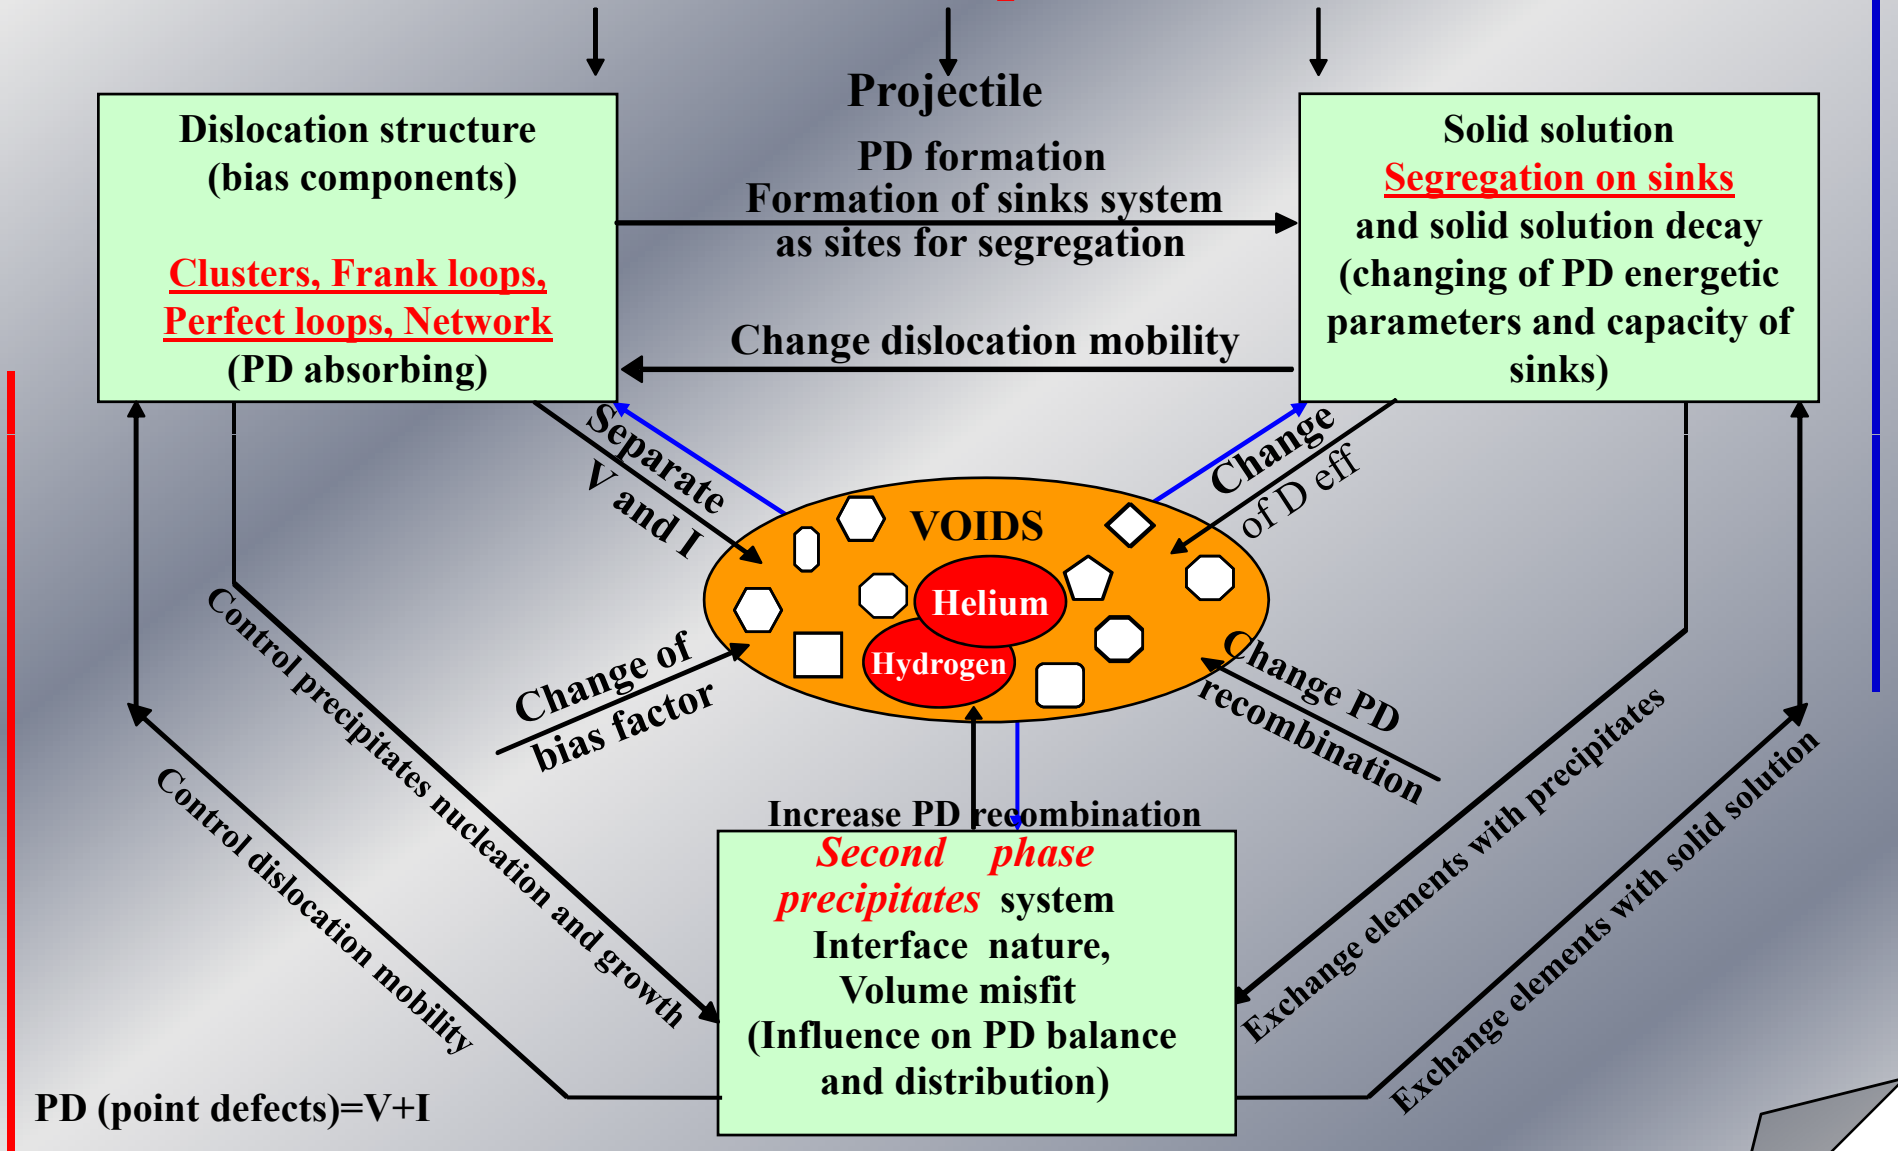 Projectile
PD formation
Formation of sinks system
as sites for segregation
Dislocation structure
(bias components)
Clusters, Frank loops,
Perfect loops, Network
(PD absorbing)
Solid solution
Segregation on sinks
and solid solution decay
(changing of PD energetic
parameters and capacity of
sinks)
Change dislocation mobility
Separate
V and I
Change
of D eff
VOIDS
Helium
Hydrogen
Change of
bias factor
Change PD
recombination
Control precipitates nucleation and growth
Control dislocation mobility
Exchange elements with precipitates
Exchange elements with solid solution
Increase PD recombination
Second phase
precipitates system
Interface nature,
Volume misfit
(Influence on PD balance
and distribution)
PD (point defects)=V+I